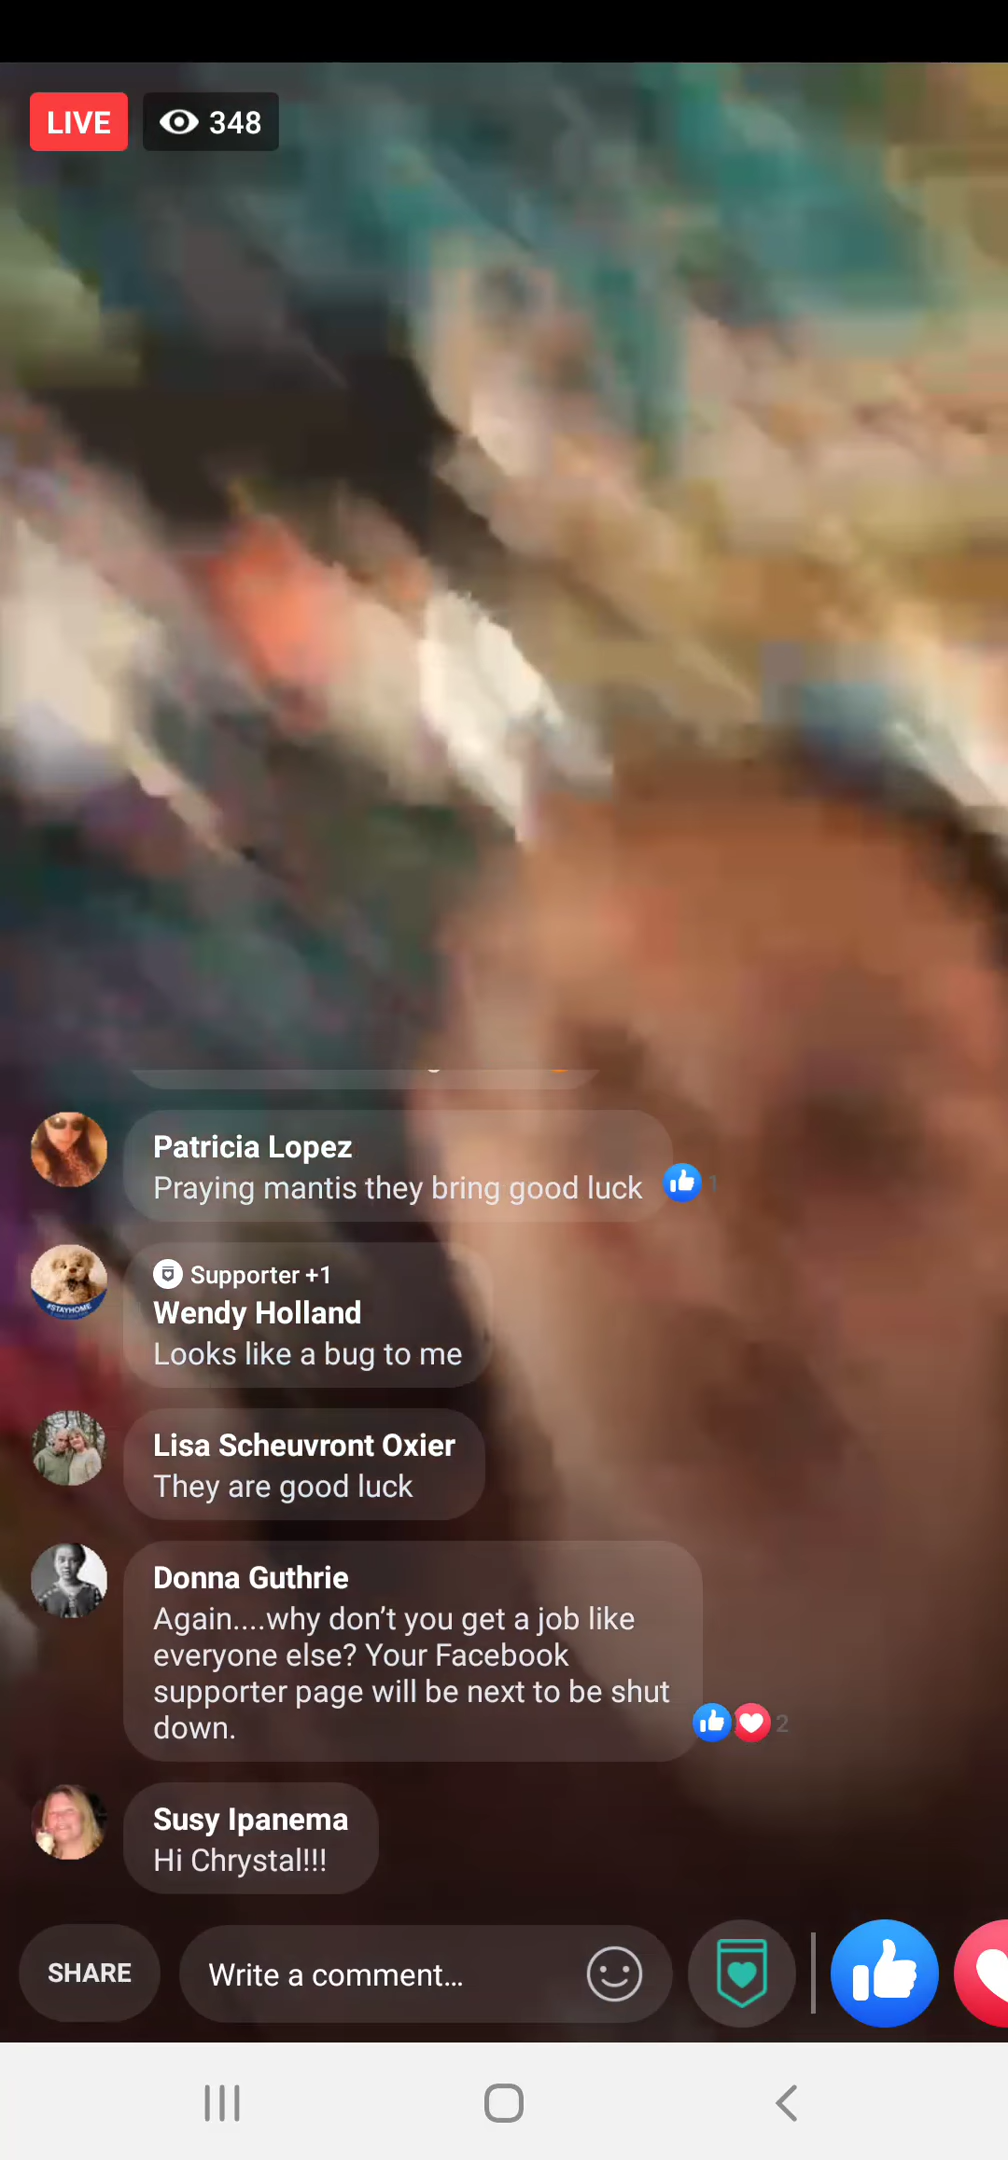 LIVE 348
Patricia Lopez
Praying mantis they bring good luck 1
Supporter +1
#STAYHOME
Wendy Holland
Looks like a bug to me
Lisa Scheuvront Oxier
They are good luck
Donna Guthrie
Again....why don’t you get a job like
everyone else? Your Facebook
supporter page will be next to be shut
down. 2
Susy Ipanema
Hi Chrystal!!!
SHARE Write a comment...